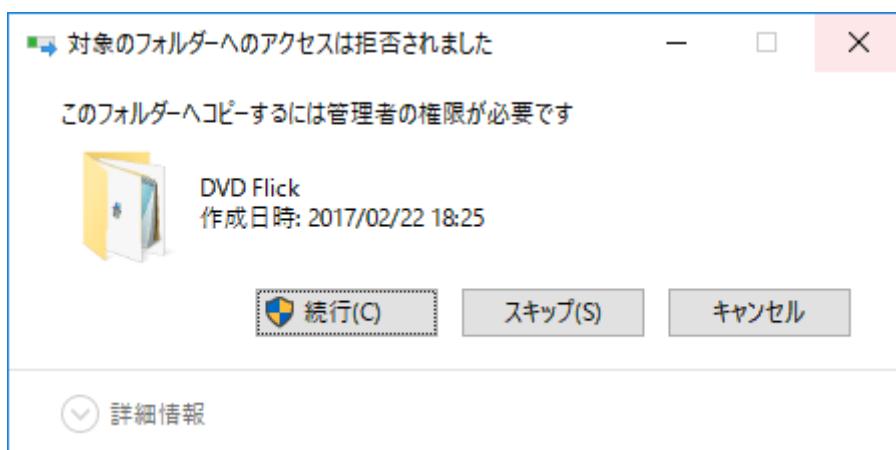 対象のフォルダーへのアクセスは拒否されました
このフォルダーへコピーするには管理者の権限が必要です
DVD Flick
作成日時: 2017/02/22 18:25
続行(C) スキップ(S) キャンセル
詳細情報